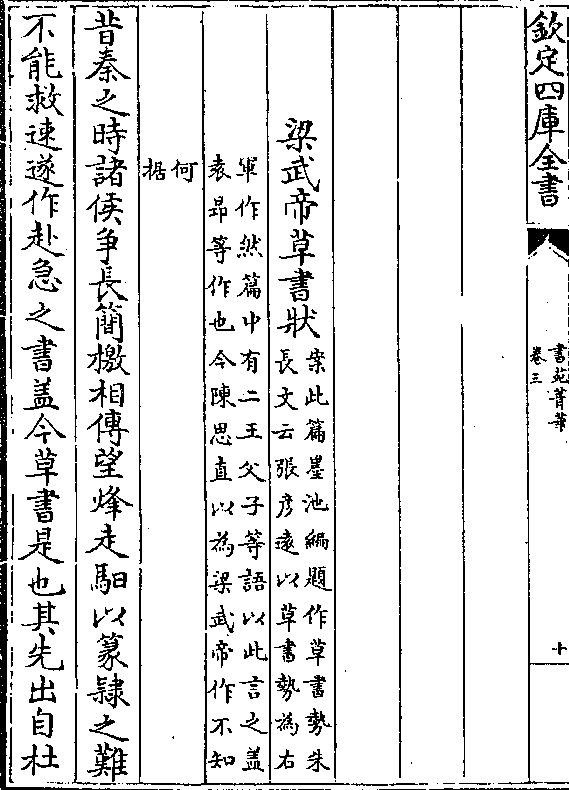 欽定四庫全書
書苑菁華
卷三
十
梁武帝草書狀
案此篇墨池編題作草書勢朱
長文云張彦遠以草書勢為右
軍作然篇中有二王父子等語以此言之盖
袁昻等作也今陳思直以為梁武帝作不知
何
据
昔秦之時諸侯争長簡檄相傳望烽走馹以篆隷之難
不能救速遂作赴急之書盖今草書是也其先出自杜